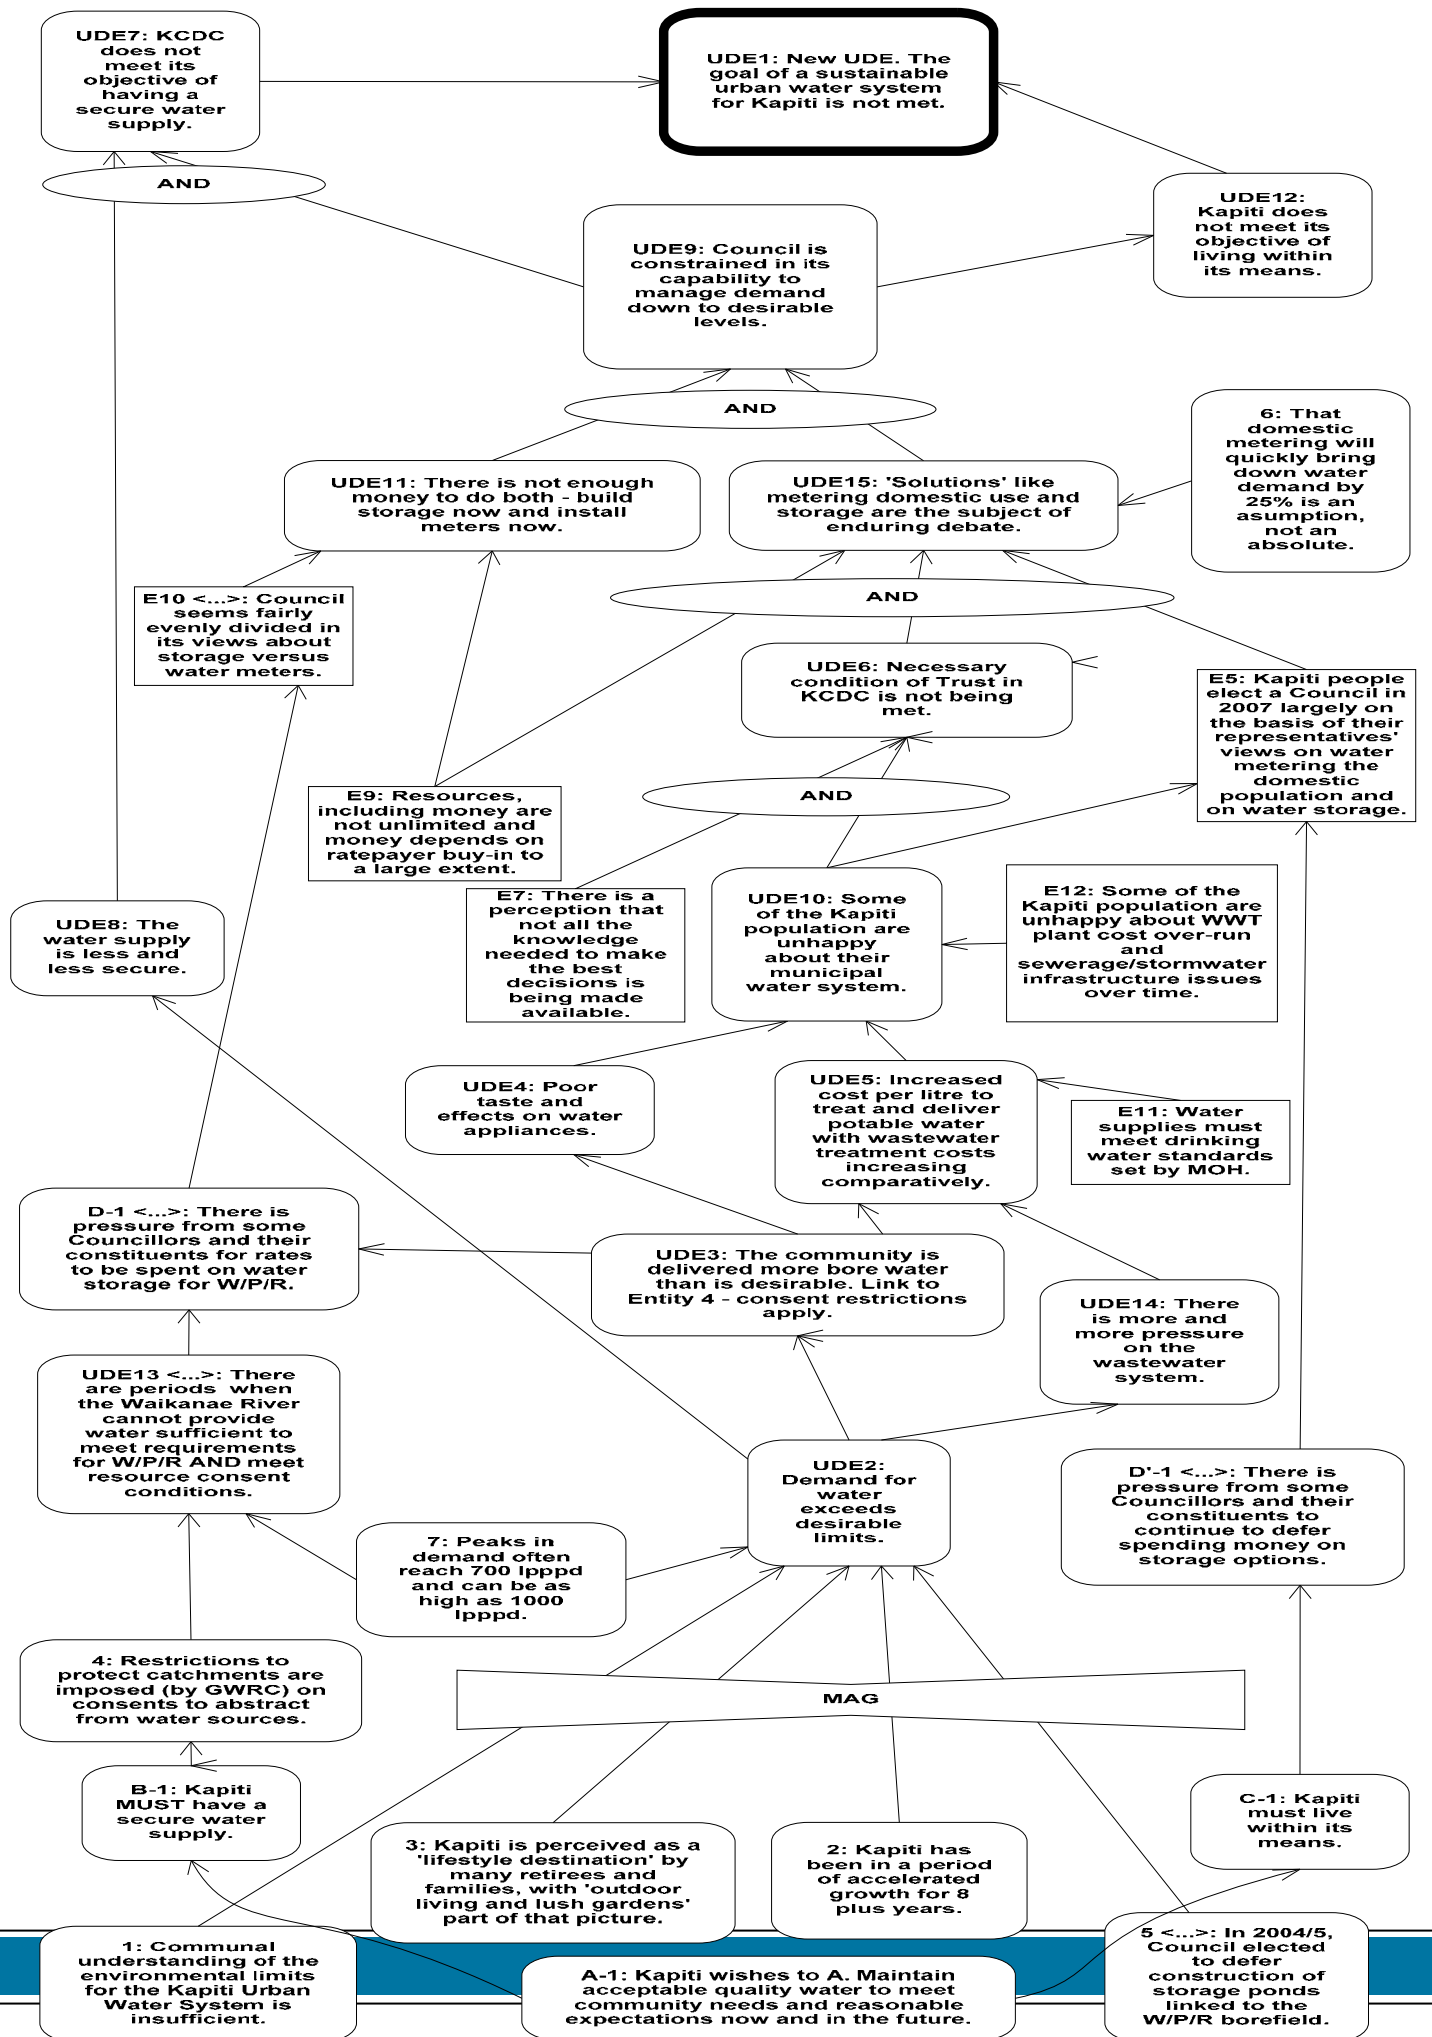 UDE7: KCDC
does not
meet its
objective of
having a
secure water
supply.
UDE1: New UDE. The
goal of a sustainable
urban water system
for Kapiti is not met.
AND
UDE12:
Kapiti does
not meet its
objective of
living within
its means.
UDE9: Council is
constrained in its
capability to
manage demand
down to desirable
levels.
AND
6: That
domestic
metering will
quickly bring
down water
demand by
25% is an
asumption,
not an
absolute.
UDE11: There is not enough
money to do both - build
storage now and install
meters now.
UDE15: 'Solutions' like
metering domestic use and
storage are the subject of
enduring debate.
E10 <...>: Council
seems fairly
evenly divided in
its views about
storage versus
water meters.
AND
UDE6: Necessary
condition of Trust in
KCDC is not being
met.
E5: Kapiti people
elect a Council in
2007 largely on
the basis of their
representatives'
views on water
metering the
domestic
population and
on water storage.
E9: Resources,
including money are
not unlimited and
money depends on
ratepayer buy-in to
a large extent.
AND
E7: There is a
perception that
not all the
knowledge
needed to make
the best
decisions is
being made
available.
UDE10: Some
of the Kapiti
population are
unhappy
about their
municipal
water system.
E12: Some of the
Kapiti population are
unhappy about WWT
plant cost over-run
and
sewerage/stormwater
infrastructure issues
over time.
UDE8: The
water supply
is less and
less secure.
UDE4: Poor
taste and
effects on water
appliances.
UDE5: Increased
cost per litre to
treat and deliver
potable water
with wastewater
treatment costs
increasing
comparatively.
E11: Water
supplies must
meet drinking
water standards
set by MOH.
D-1 <...>: There is
pressure from some
Councillors and their
constituents for rates
to be spent on water
storage for W/P/R.
UDE3: The community is
delivered more bore water
than is desirable. Link to
Entity 4 - consent restrictions
apply.
UDE14: There
is more and
more pressure
on the
wastewater
system.
UDE13 <...>: There
are periods when
the Waikanae River
cannot provide
water sufficient to
meet requirements
for W/P/R AND meet
resource consent
conditions.
UDE2:
Demand for
water
exceeds
desirable
limits.
D'-1 <...>: There is
pressure from some
Councillors and their
constituents to
continue to defer
spending money on
storage options.
7: Peaks in
demand often
reach 700 lpppd
and can be as
high as 1000
lpppd.
4: Restrictions to
protect catchments are
imposed (by GWRC) on
consents to abstract
from water sources.
MAG
B-1: Kapiti
MUST have a
secure water
supply.
C-1: Kapiti
must live
within its
means.
3: Kapiti is perceived as a
'lifestyle destination' by
many retirees and
families, with 'outdoor
living and lush gardens'
part of that picture.
2: Kapiti has
been in a period
of accelerated
growth for 8
plus years.
1: Communal
understanding of the
environmental limits
for the Kapiti Urban
Water System is
insufficient.
A-1: Kapiti wishes to A. Maintain
acceptable quality water to meet
community needs and reasonable
expectations now and in the future.
5 <...>: In 2004/5,
Council elected
to defer
construction of
storage ponds
linked to the
W/P/R borefield.